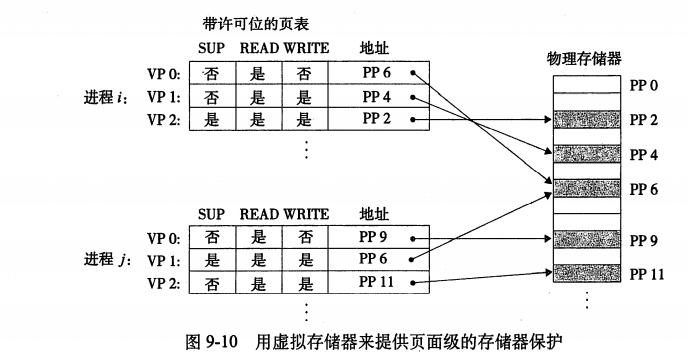 带许可位的页表
SUP READ WRITE 地址
VP 0: 否 是 否 PP 6
进程 i: VP 1: 否 是 是 PP 4
VP 2: 是 是 是 PP 2
⋮
SUP READ WRITE 地址
VP 0: 否 是 否 PP 9
进程 j: VP 1: 是 是 是 PP 6
VP 2: 否 是 是 PP 11
⋮
物理存储器
PP 0
PP 2
PP 4
PP 6
PP 9
PP 11
⋮
图 9-10 用虚拟存储器来提供页面级的存储器保护